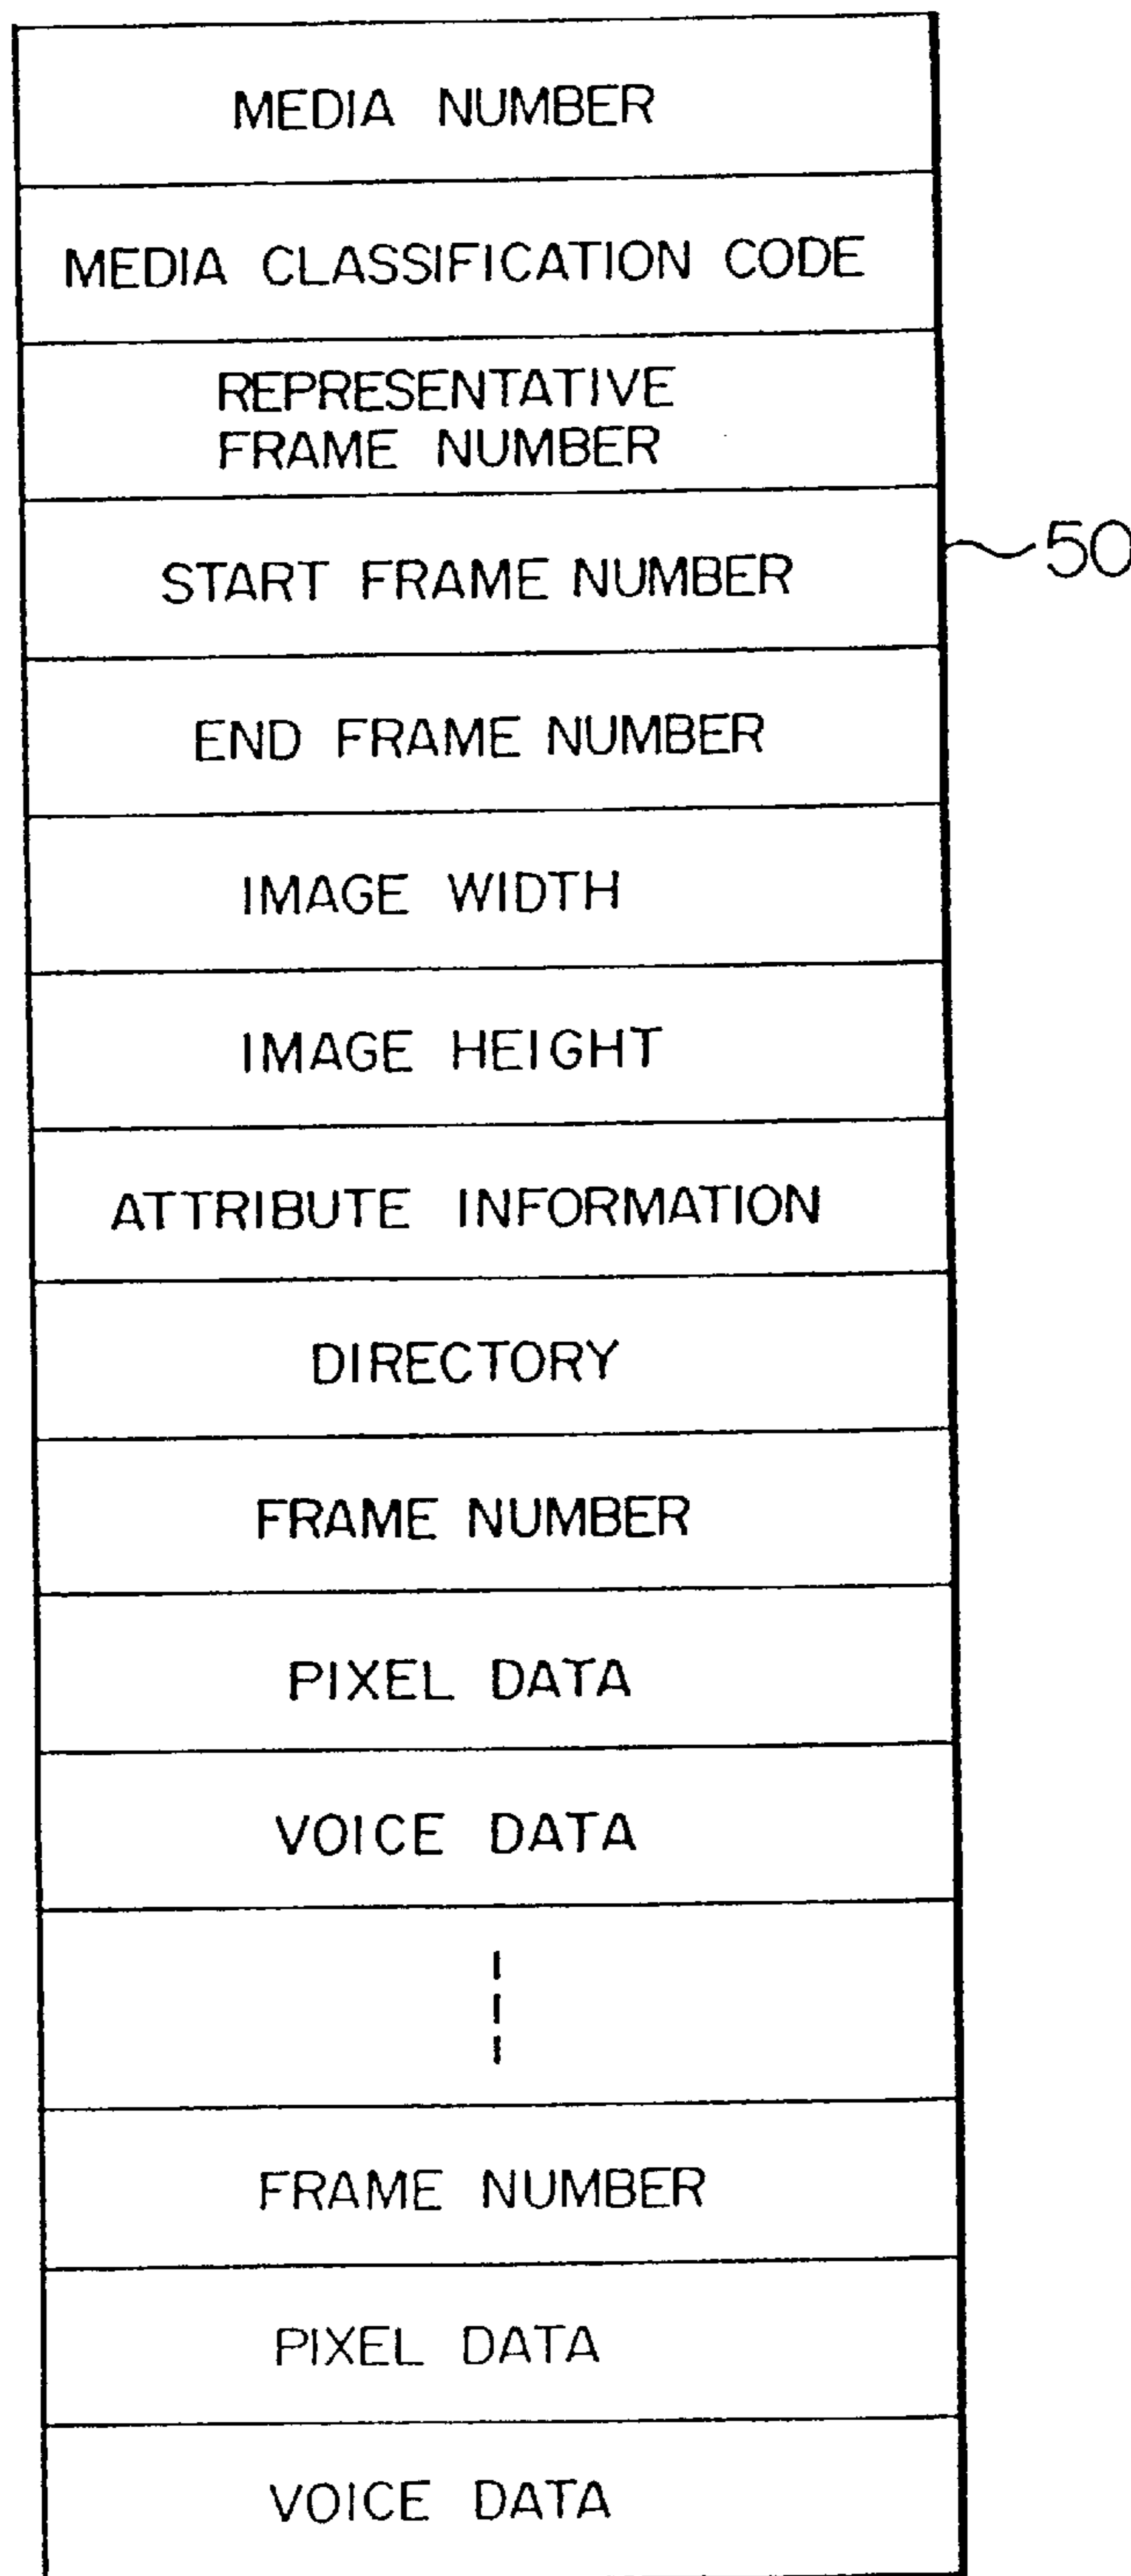 MEDIA NUMBER
MEDIA CLASSIFICATION CODE
REPRESENTATIVE
FRAME NUMBER
START FRAME NUMBER
50
END FRAME NUMBER
IMAGE WIDTH
IMAGE HEIGHT
ATTRIBUTE INFORMATION
DIRECTORY
FRAME NUMBER
PIXEL DATA
VOICE DATA
FRAME NUMBER
PIXEL DATA
VOICE DATA